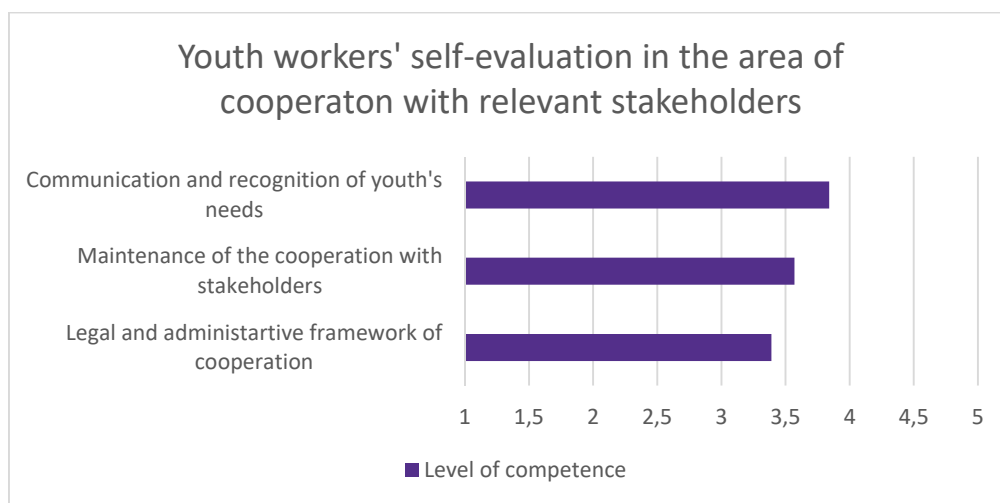 Youth workers' self-evaluation in the area of
cooperaton with relevant stakeholders
Communication and recognition of youth's
needs
Maintenance of the cooperation with
stakeholders
Legal and administartive framework of
cooperation
1 1,5 2 2,5 3 3,5 4 4,5 5
Level of competence